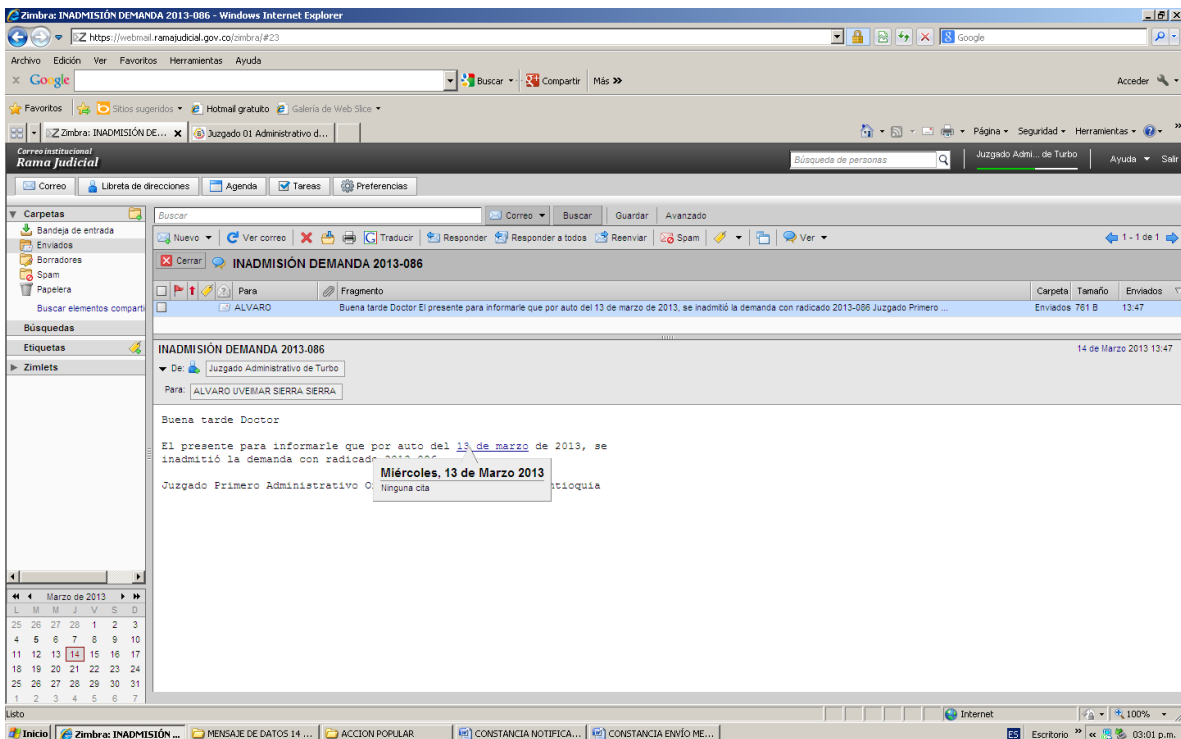 Zimbra: INADMISIÓN DEMANDA 2013-086 - Windows Internet Explorer
https://webmail.ramajudicial.gov.co/zimbra/#23
Google
Archivo Edición Ver Favoritos Herramientas Ayuda
x Google Buscar Compartir Más >> Acceder
Favoritos Sitios sugeridos Hotmail gratuito Galería de Web Slice
Zimbra: INADMISIÓN DE... x Juzgado 01 Administrativo d... Página Seguridad Herramientas
Correo institucional
Rama Judicial Búsqueda de personas Juzgado Admi... de Turbo Ayuda Salir
Correo Libreta de direcciones Agenda Tareas Preferencias
Carpetas Buscar Correo Buscar Guardar Avanzado
Bandeja de entrada
Enviados
Borradores
Spam
Papelera
Buscar elementos comparti
Búsquedas
Etiquetas
Zimlets
Nuevo Ver correo Traducir Responder Responder a todos Reenviar Spam Ver 1 - 1 de 1
Cerrar INADMISIÓN DEMANDA 2013-086
Para Fragmento Carpeta Tamaño Enviados
ALVARO Buena tarde Doctor El presente para informarle que por auto del 13 de marzo de 2013, se inadmitió la demanda con radicado 2013-086 Juzgado Primero ... Enviados 761 B 13:47
INADMISIÓN DEMANDA 2013-086 14 de Marzo 2013 13:47
De: Juzgado Administrativo de Turbo
Para: ALVARO UVEIMAR SIERRA SIERRA
Buena tarde Doctor
El presente para informarle que por auto del 13 de marzo de 2013, se
inadmitió la demanda con radicado
Miércoles, 13 de Marzo 2013
Ninguna cita
Juzgado Primero Administrativo
Marzo de 2013
L M M J V S D
25 26 27 28 1 2 3
4 5 6 7 8 9 10
11 12 13 14 15 16 17
18 19 20 21 22 23 24
25 26 27 28 29 30 31
1 2 3 4 5 6 7
Listo Internet 100%
Inicio Zimbra: INADMISIÓN ... MENSAJE DE DATOS 14 ... ACCION POPULAR CONSTANCIA NOTIFICA... CONSTANCIA ENVÍO ME... ES Escritorio >> << 03:01 p.m.